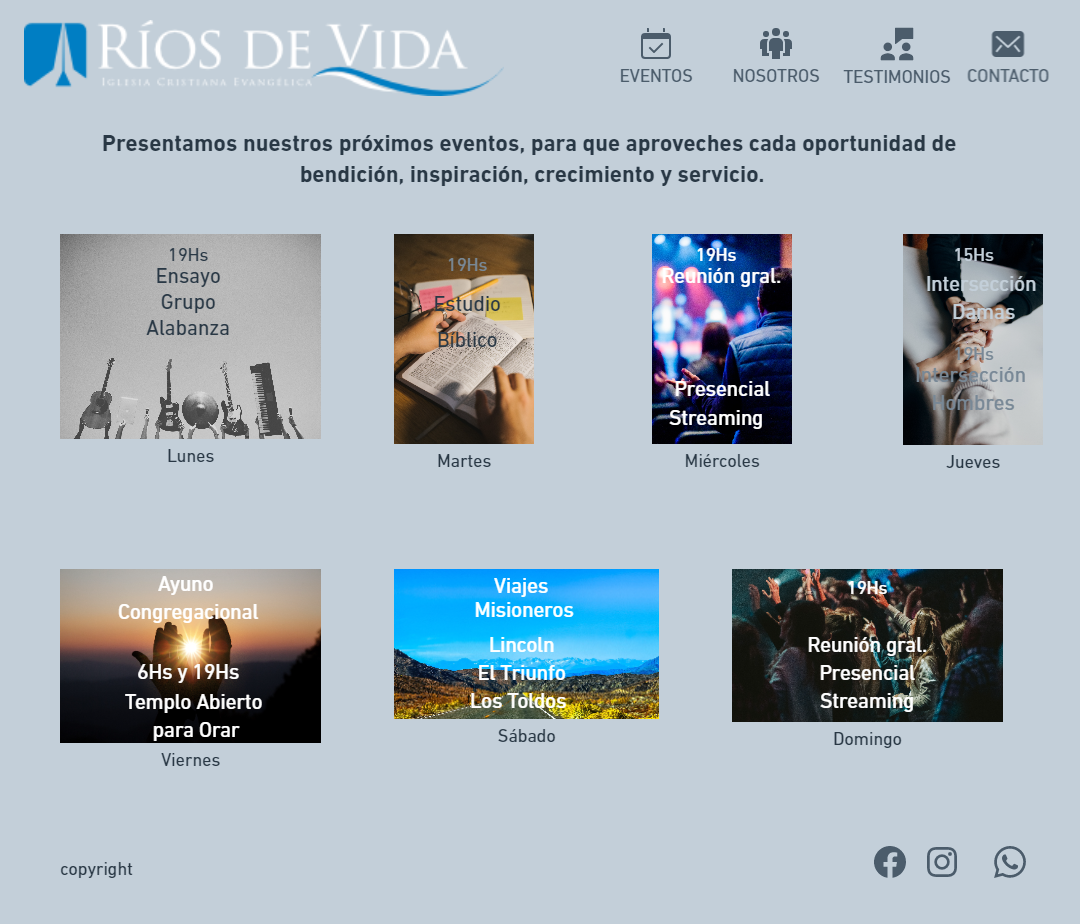 RÍOS DE VIDA
IGLESIA CRISTIANA EVANGÉLICA
EVENTOS
NOSOTROS
TESTIMONIOS
CONTACTO
Presentamos nuestros próximos eventos, para que aproveches cada oportunidad de
bendición, inspiración, crecimiento y servicio.
19Hs
Ensayo
Grupo
Alabanza
Lunes
19Hs
Estudio
Bíblico
Martes
19Hs
Reunión gral.
Presencial
Streaming
Miércoles
15Hs
Intersección
Damas
19Hs
Intersección
Hombres
Jueves
Ayuno
Congregacional
6Hs y 19Hs
Templo Abierto
para Orar
Viernes
Viajes
Misioneros
Lincoln
El Triunfo
Los Toldos
Sábado
19Hs
Reunión gral.
Presencial
Streaming
Domingo
copyright